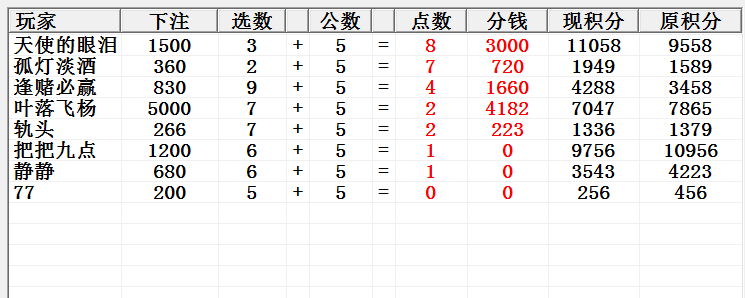 玩家 下注 选数 公数 点数 分钱 现积分 原积分
天使的眼泪 1500 3 + 5 = 8 3000 11058 9558
孤灯淡酒 360 2 + 5 = 7 720 1949 1589
逢赌必赢 830 9 + 5 = 4 1660 4288 3458
叶落飞杨 5000 7 + 5 = 2 4182 7047 7865
轨头 266 7 + 5 = 2 223 1336 1379
把把九点 1200 6 + 5 = 1 0 9756 10956
静静 680 6 + 5 = 1 0 3543 4223
77 200 5 + 5 = 0 0 256 456